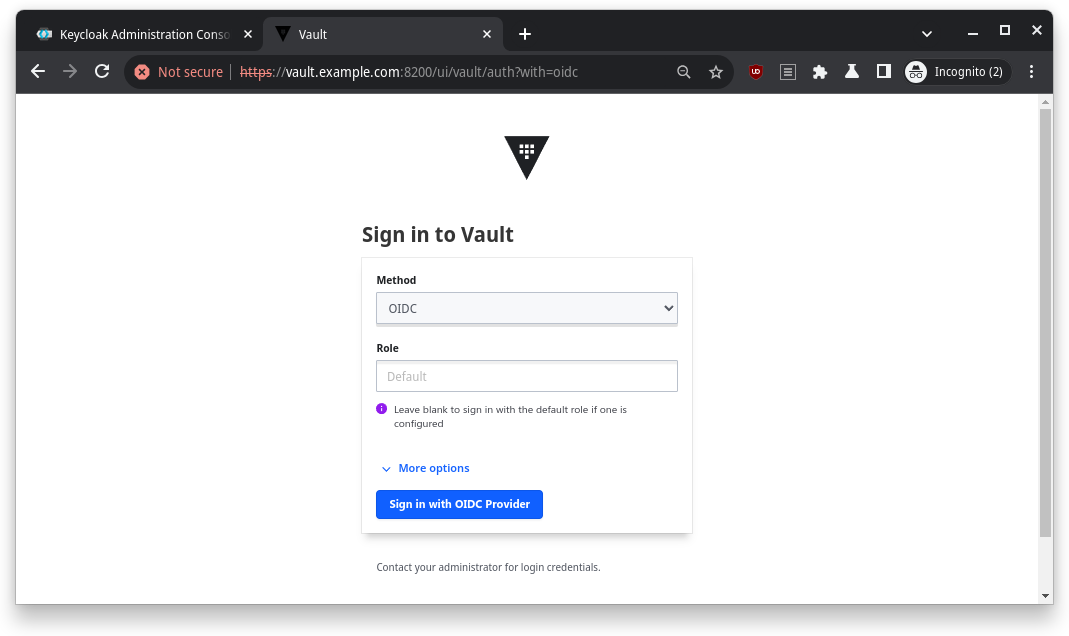 Keycloak Administration Conso
Vault
Not secure
https://vault.example.com:8200/ui/vault/auth?with=oidc
Incognito (2)
Sign in to Vault
Method
OIDC
Role
Default
Leave blank to sign in with the default role if one is
configured
More options
Sign in with OIDC Provider
Contact your administrator for login credentials.